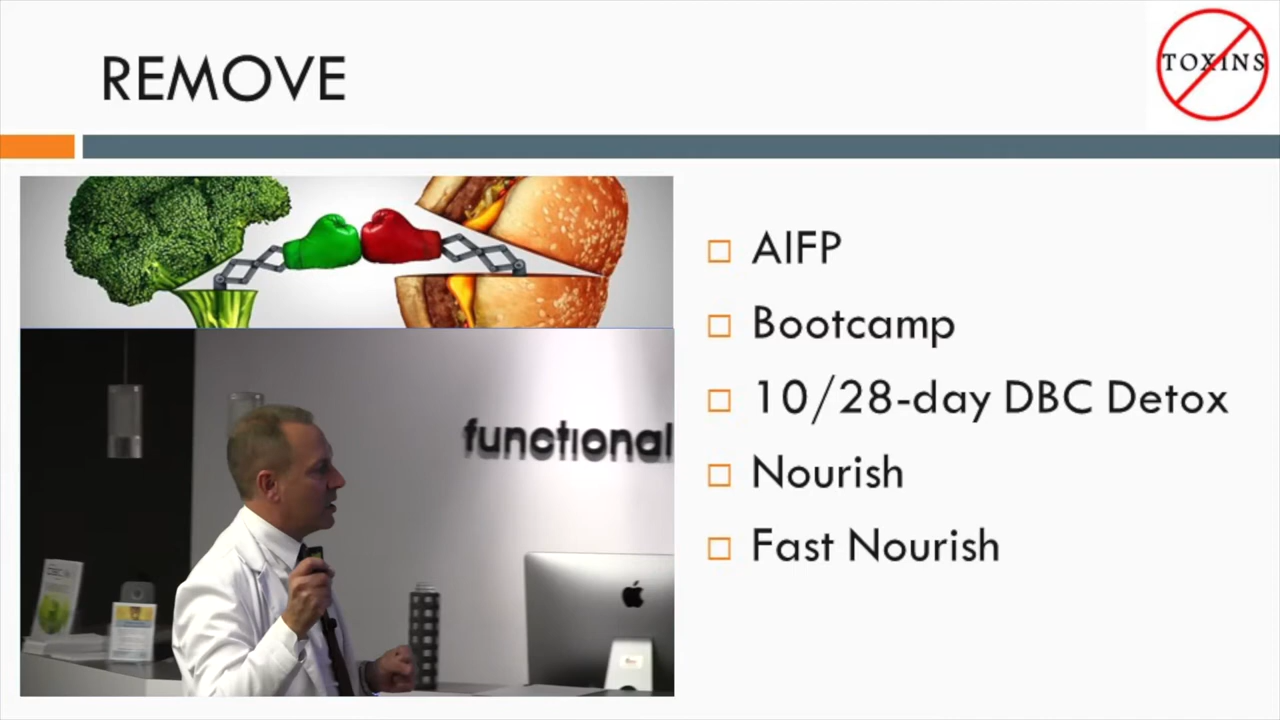 REMOVE
TOXINS
AIFP
Bootcamp
10/28-day DBC Detox
Nourish
Fast Nourish
functional